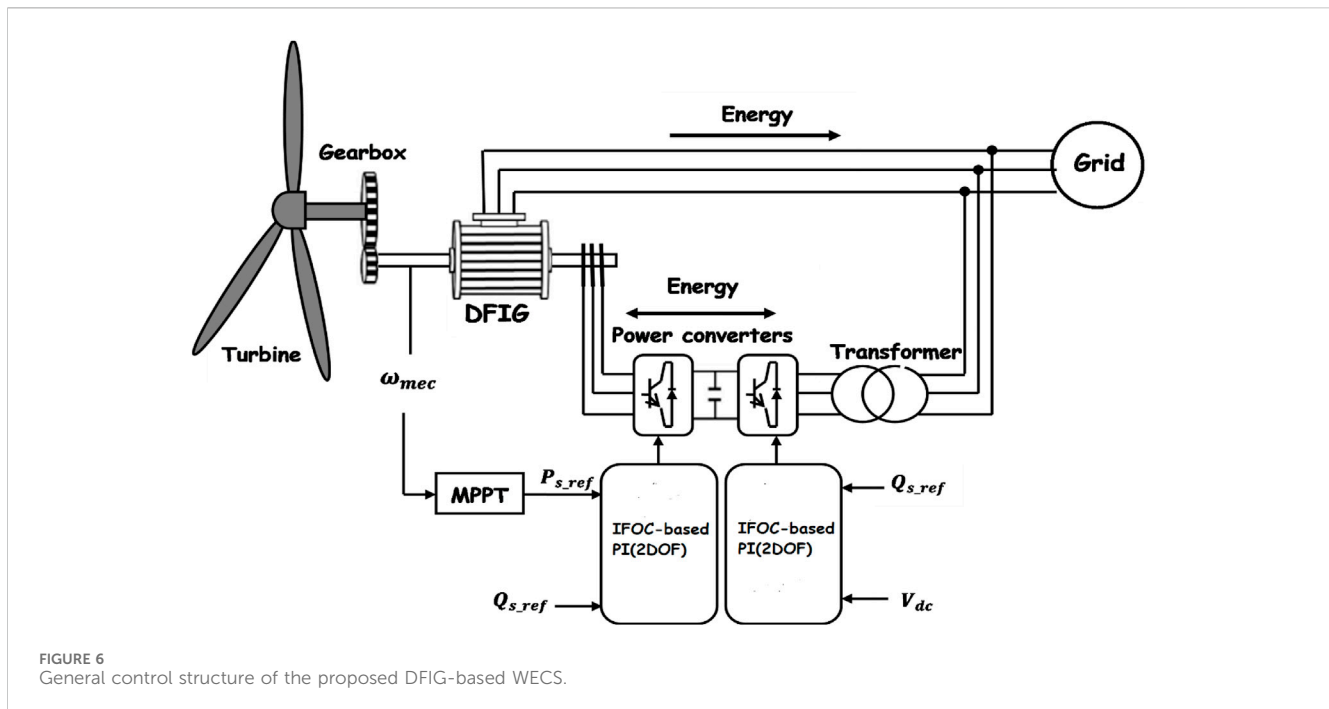 Energy
Gearbox
Grid
DFIG
Energy
Turbine
Power converters
Transformer
ω_mec
MPPT
P_s_ref
Q_s_ref
IFOC-based
PI(2DOF)
IFOC-based
PI(2DOF)
Q_s_ref
V_dc
FIGURE 6
General control structure of the proposed DFIG-based WECS.